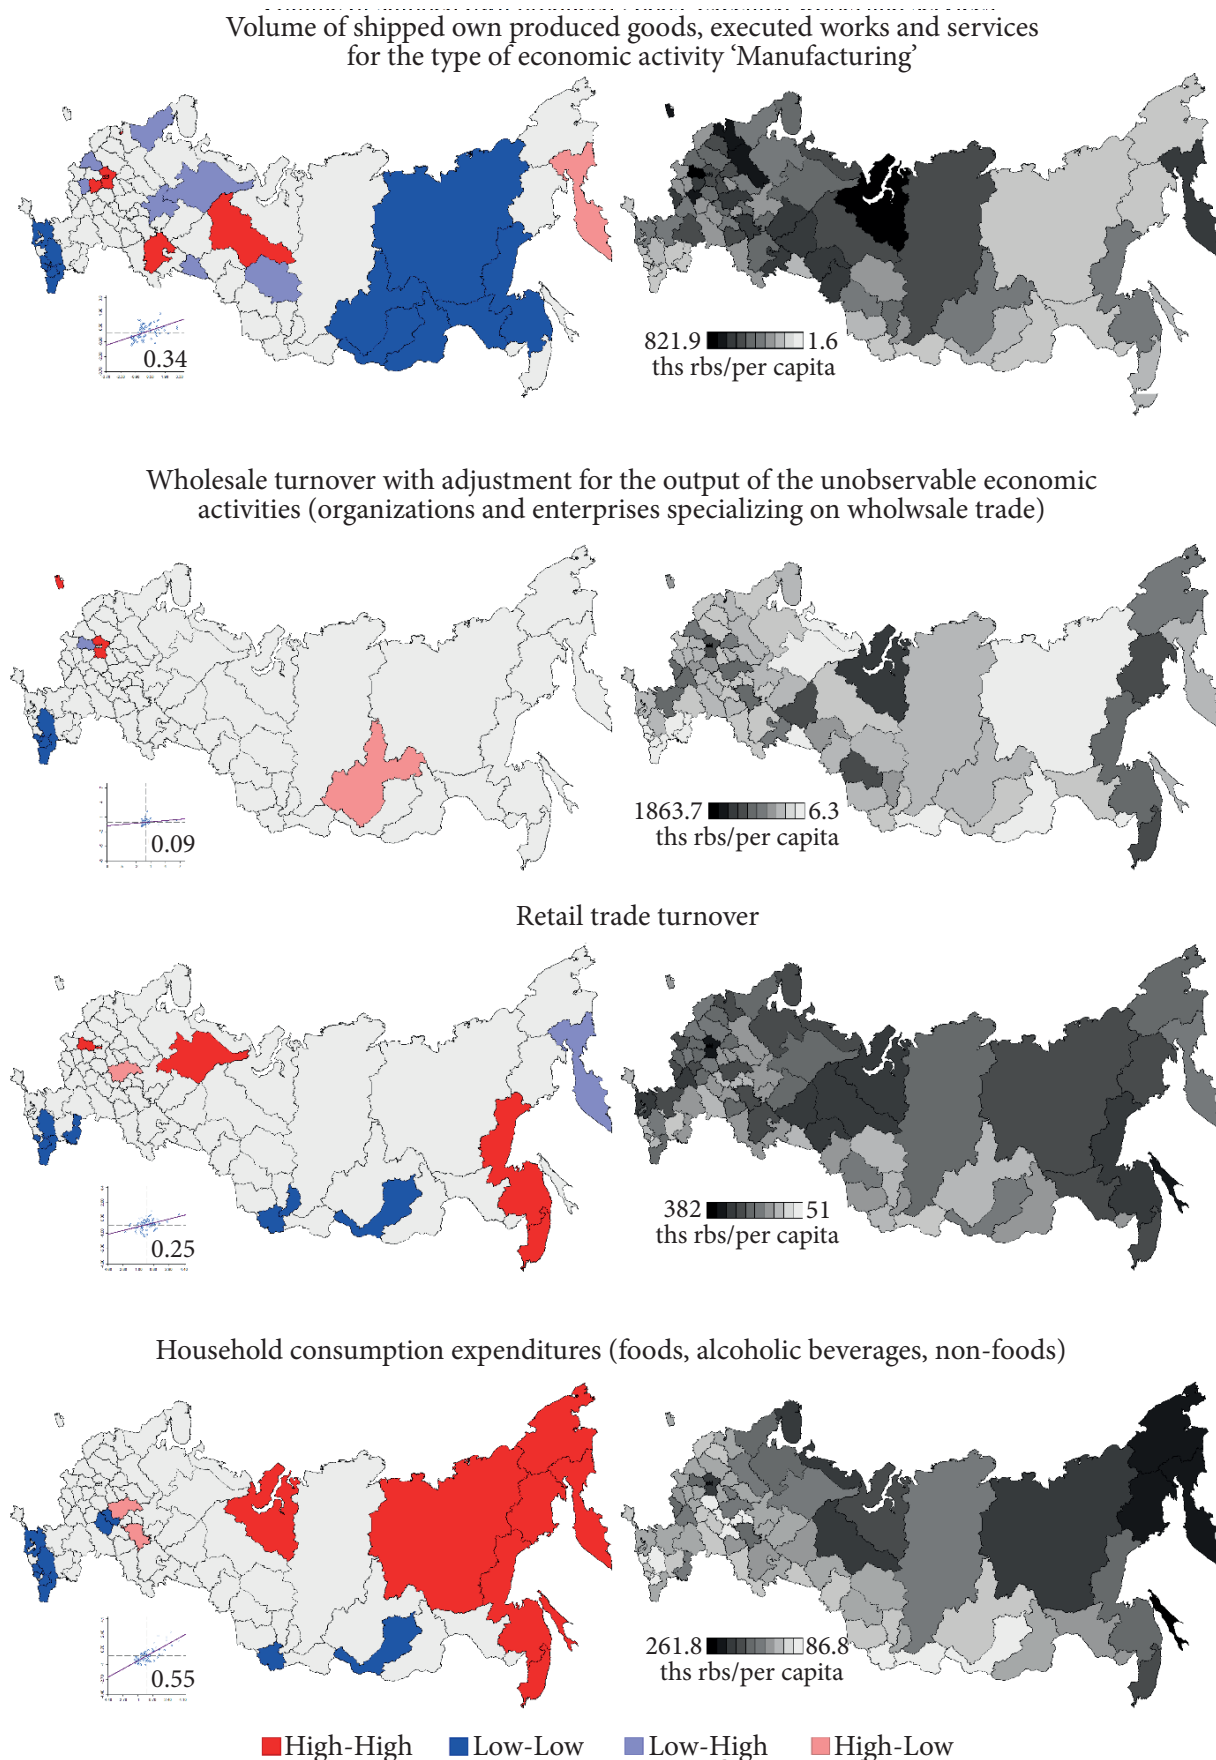 Volume of shipped own produced goods, executed works and services
for the type of economic activity ‘Manufacturing’
0.34
821.9 1.6
ths rbs/per capita
Wholesale turnover with adjustment for the output of the unobservable economic
activities (organizations and enterprises specializing on wholwsale trade)
0.09
1863.7 6.3
ths rbs/per capita
Retail trade turnover
0.25
382 51
ths rbs/per capita
Household consumption expenditures (foods, alcoholic beverages, non-foods)
0.55
261.8 86.8
ths rbs/per capita
High-High Low-Low Low-High High-Low